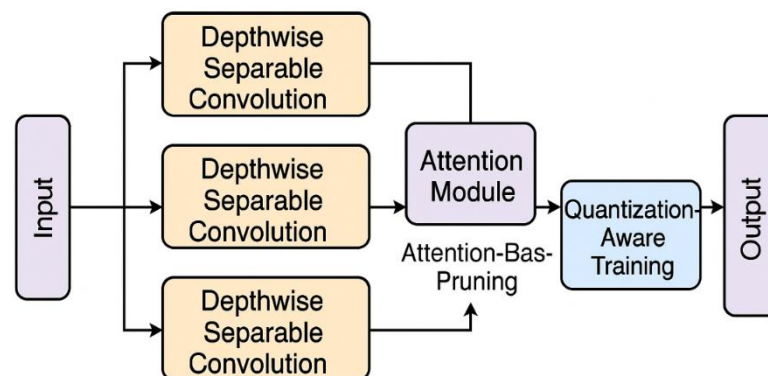 Input
Depthwise
Separable
Convolution
Depthwise
Separable
Convolution
Depthwise
Separable
Convolution
Attention
Module
Attention-Bas-
Pruning
Quantization-
Aware
Training
Output